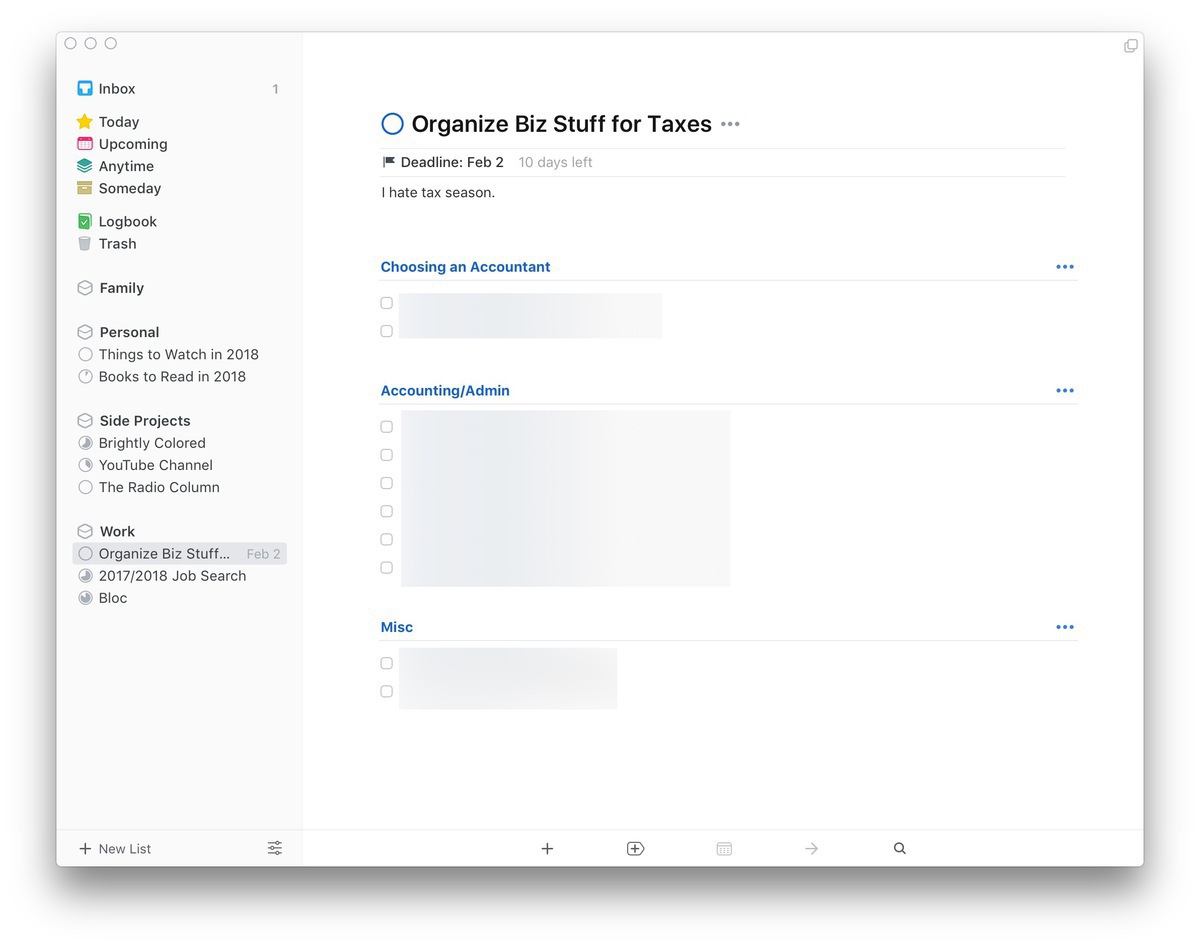 Inbox 1
Today
Upcoming
Anytime
Someday
Logbook
Trash
Family
Personal
Things to Watch in 2018
Books to Read in 2018
Side Projects
Brightly Colored
YouTube Channel
The Radio Column
Work
Organize Biz Stuff... Feb 2
2017/2018 Job Search
Bloc
New List
Organize Biz Stuff for Taxes
Deadline: Feb 2 10 days left
I hate tax season.
Choosing an Accountant
Accounting/Admin
Misc